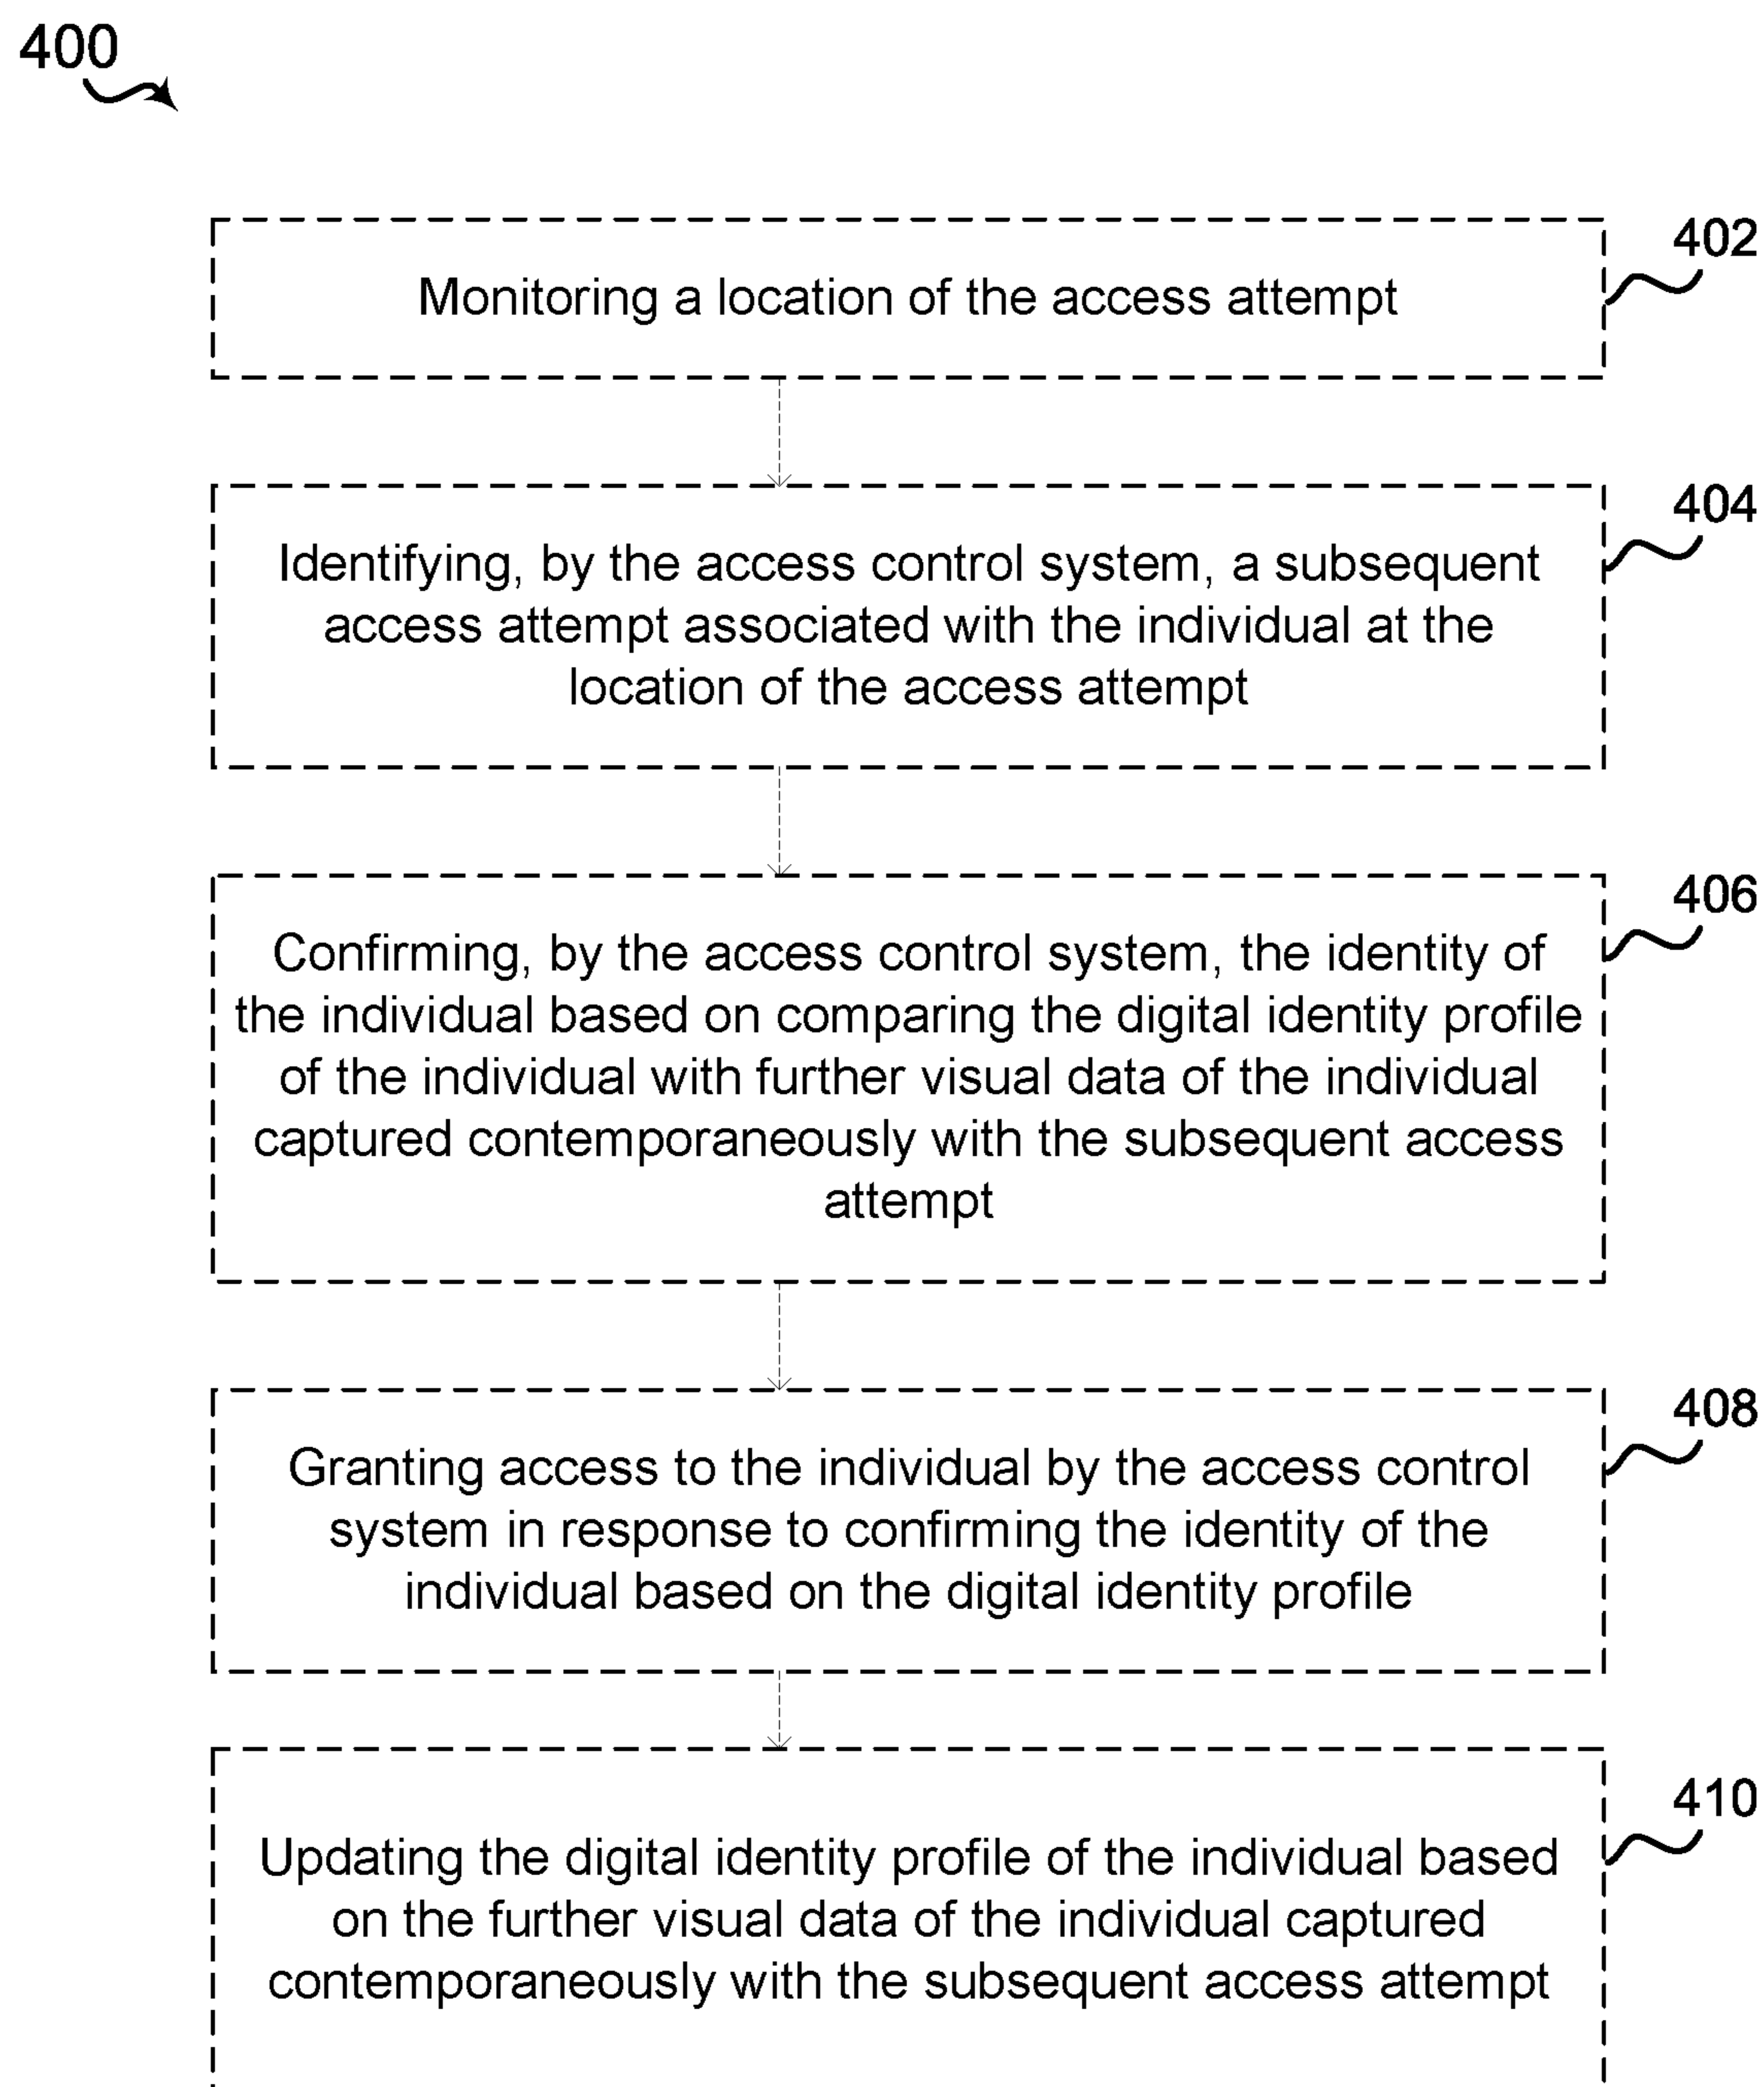 400
402
Monitoring a location of the access attempt
404
Identifying, by the access control system, a subsequent
access attempt associated with the individual at the
location of the access attempt
406
Confirming, by the access control system, the identity of
the individual based on comparing the digital identity profile
of the individual with further visual data of the individual
captured contemporaneously with the subsequent access
attempt
408
Granting access to the individual by the access control
system in response to confirming the identity of the
individual based on the digital identity profile
410
Updating the digital identity profile of the individual based
on the further visual data of the individual captured
contemporaneously with the subsequent access attempt